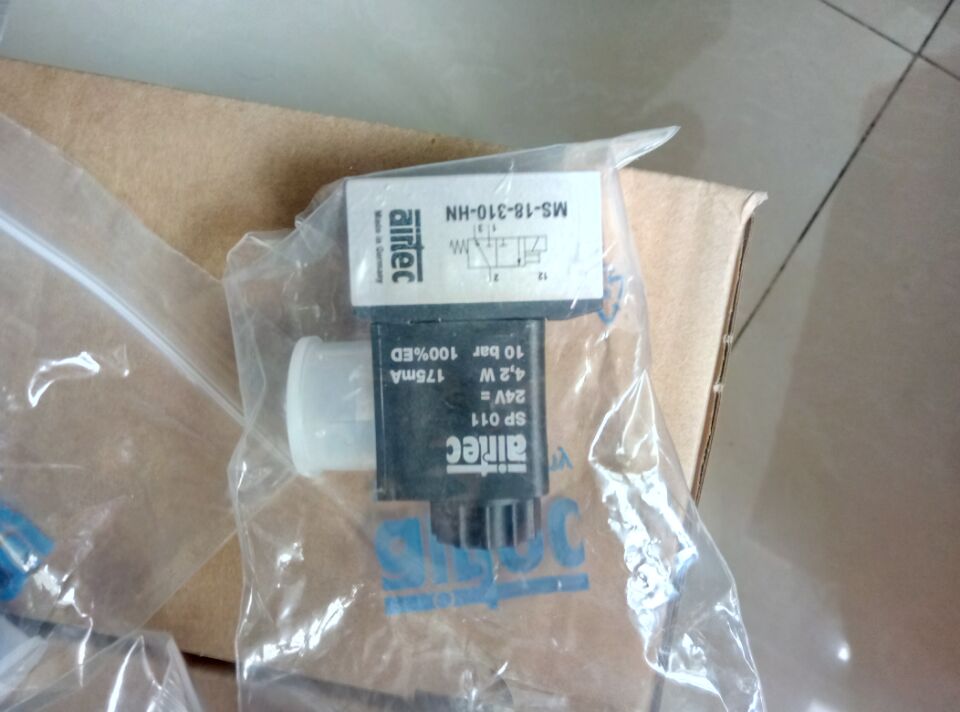 airtec
SP 011
24V =
4,2 W 175mA
10 bar 100%ED
12 2
1 3
MS-18-310-HN
airtec
Made in Germany
airtec